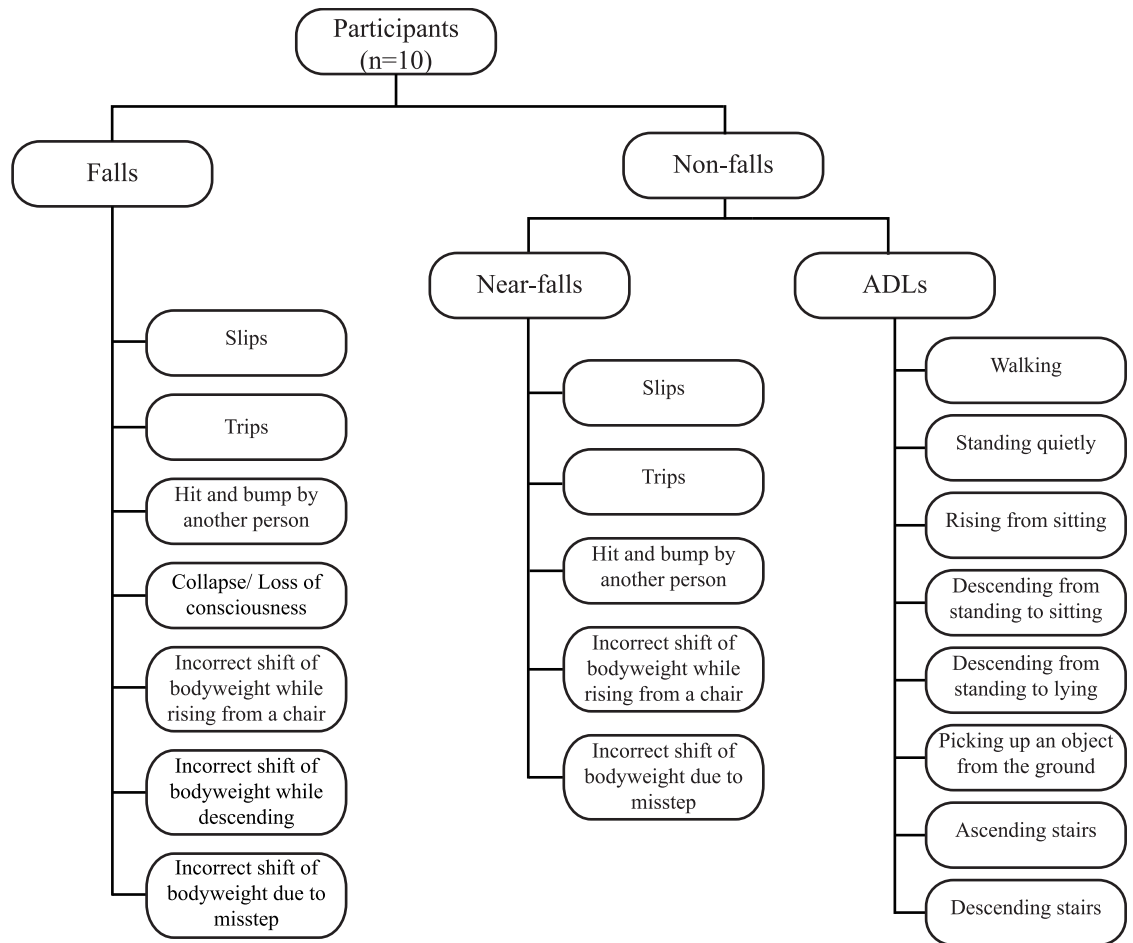 Participants
(n=10)
Falls
Non-falls
Near-falls
ADLs
Slips
Trips
Hit and bump by
another person
Collapse/ Loss of
consciousness
Incorrect shift of
bodyweight while
rising from a chair
Incorrect shift of
bodyweight while
descending
Incorrect shift of
bodyweight due to
misstep
Slips
Trips
Hit and bump by
another person
Incorrect shift of
bodyweight while
rising from a chair
Incorrect shift of
bodyweight due to
misstep
Walking
Standing quietly
Rising from sitting
Descending from
standing to sitting
Descending from
standing to lying
Picking up an object
from the ground
Ascending stairs
Descending stairs